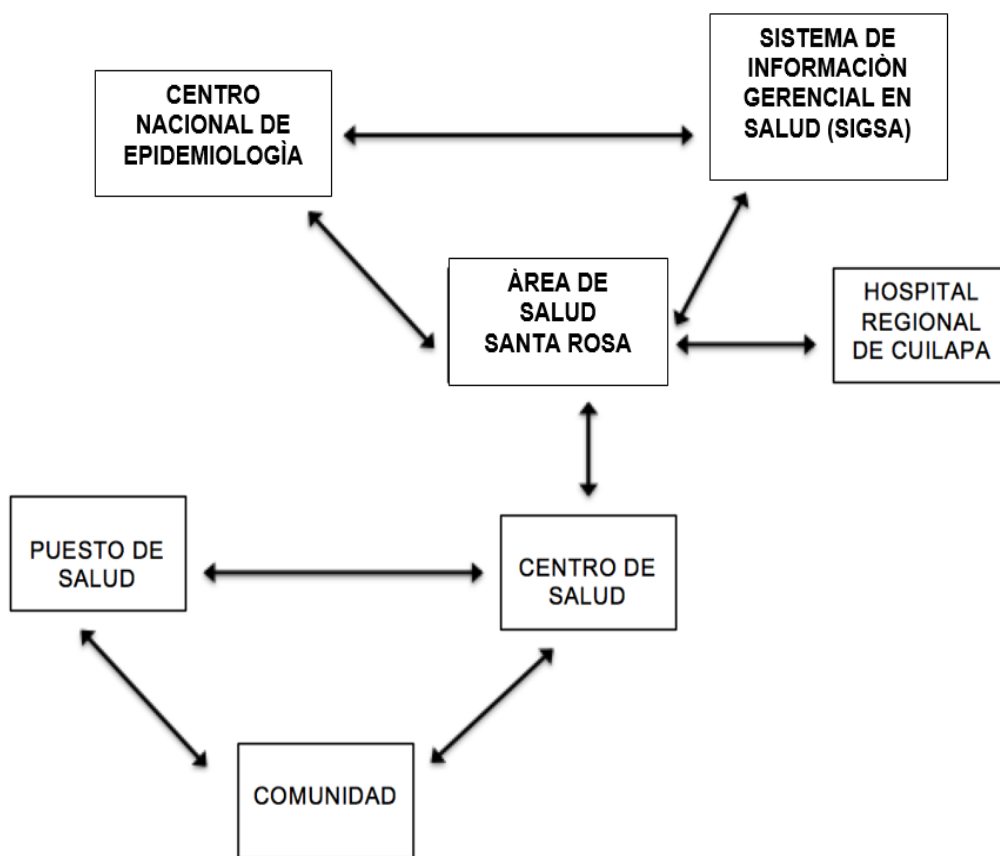 CENTRO
NACIONAL DE
EPIDEMIOLOGÌA
SISTEMA DE
INFORMACIÒN
GERENCIAL EN
SALUD (SIGSA)
ÀREA DE
SALUD
SANTA ROSA
HOSPITAL
REGIONAL
DE CUILAPA
PUESTO DE
SALUD
CENTRO DE
SALUD
COMUNIDAD